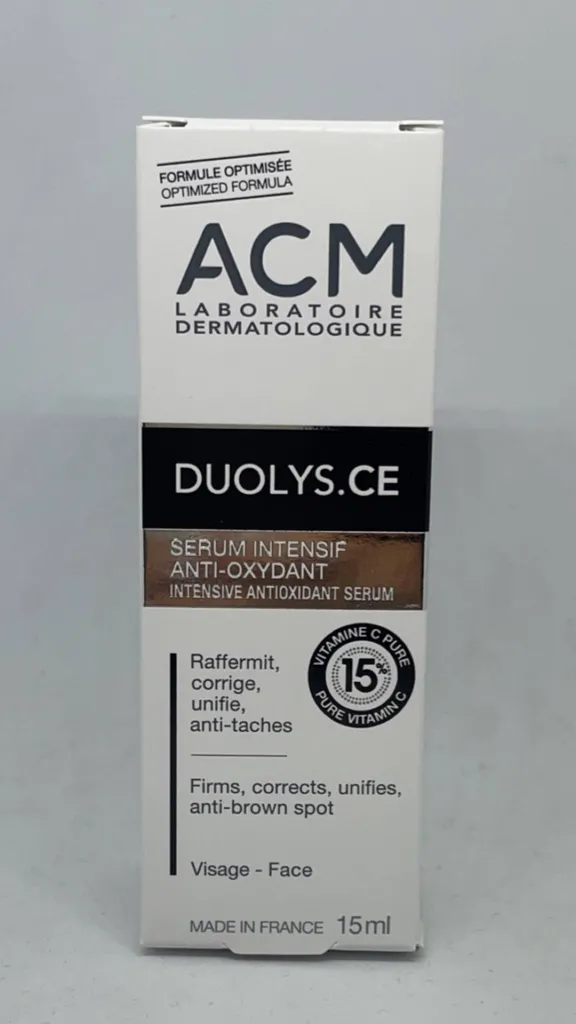 FORMULE OPTIMISÉE
OPTIMIZED FORMULA
ACM
LABORATOIRE
DERMATOLOGIQUE
DUOLYS.CE
SÉRUM INTENSIF
ANTI-OXYDANT
INTENSIVE ANTIOXIDANT SERUM
VITAMINE C PURE
15%
PURE VITAMIN C
Raffermit,
corrige,
unifie,
anti-taches
Firms, corrects, unifies,
anti-brown spot
Visage - Face
MADE IN FRANCE 15ml